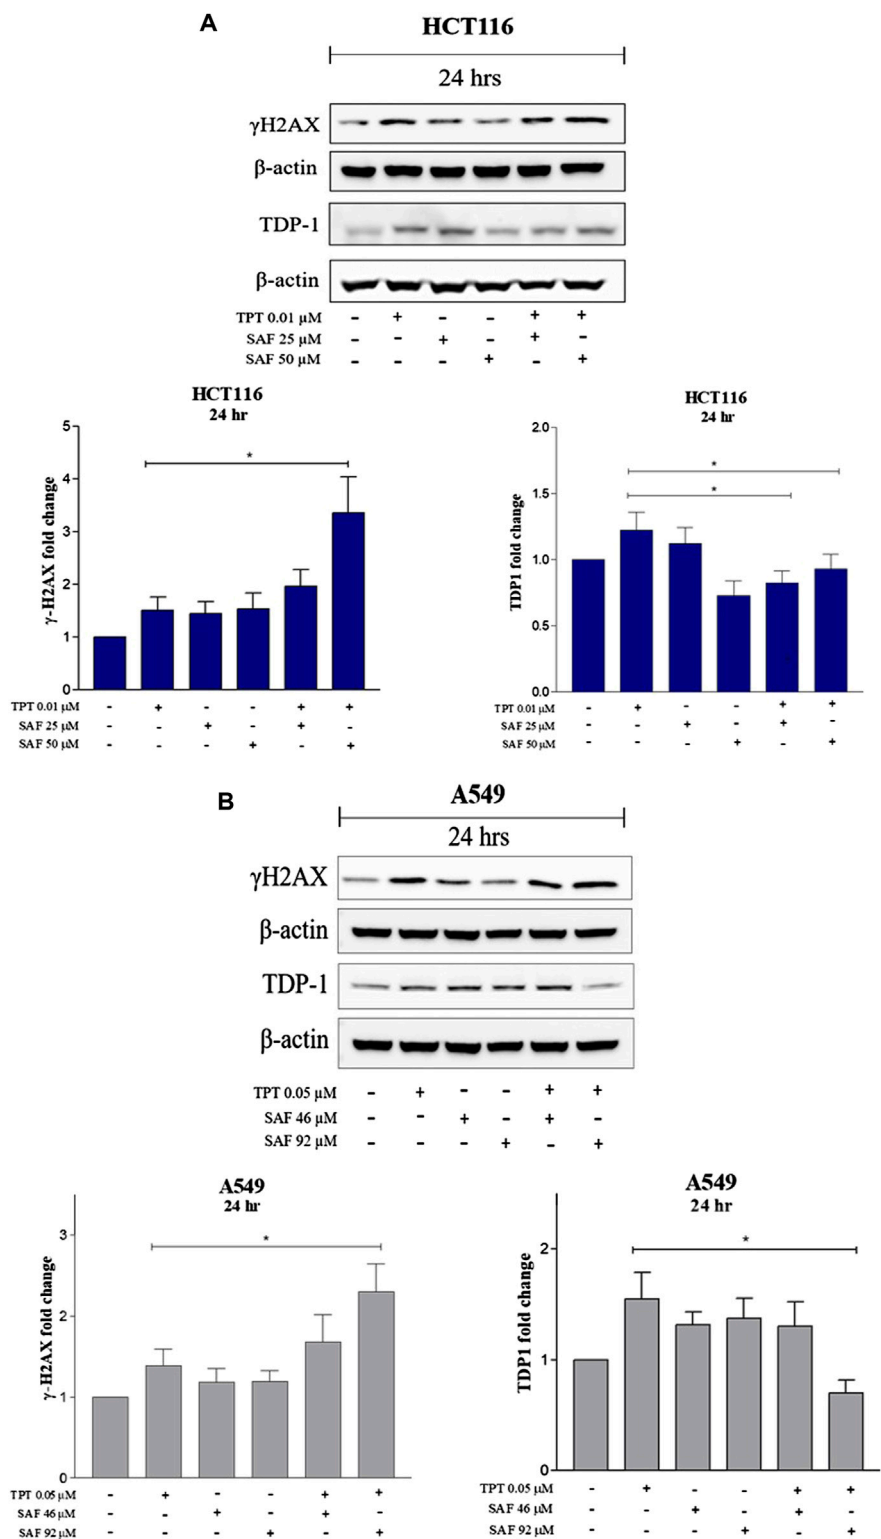 A
HCT116
24 hrs
γH2AX
β-actin
TDP-1
β-actin
TPT 0.01 µM - + - - + +
SAF 25 µM - - + - + -
SAF 50 µM - - - + - +
HCT116
24 hr
γ-H2AX fold change
5
4
3
2
1
0
*
TPT 0.01 µM - + - - + +
SAF 25 µM - - + - + -
SAF 50 µM - - - + - +
HCT116
24 hr
TDP1 fold change
2.0
1.5
1.0
0.5
0.0
*
*
TPT 0.01 µM - + - - + +
SAF 25 µM - - + - + -
SAF 50 µM - - - + - +
B
A549
24 hrs
γH2AX
β-actin
TDP-1
β-actin
TPT 0.05 µM - + - - + +
SAF 46 µM - - + - + -
SAF 92 µM - - - + - +
A549
24 hr
γ-H2AX fold change
3
2
1
0
*
TPT 0.05 µM - + - - + +
SAF 46 µM - - + - + -
SAF 92 µM - - - + - +
A549
24 hr
TDP1 fold change
2
1
0
*
TPT 0.05 µM - + - - + +
SAF 46 µM - - + - + -
SAF 92 µM - - - + - +